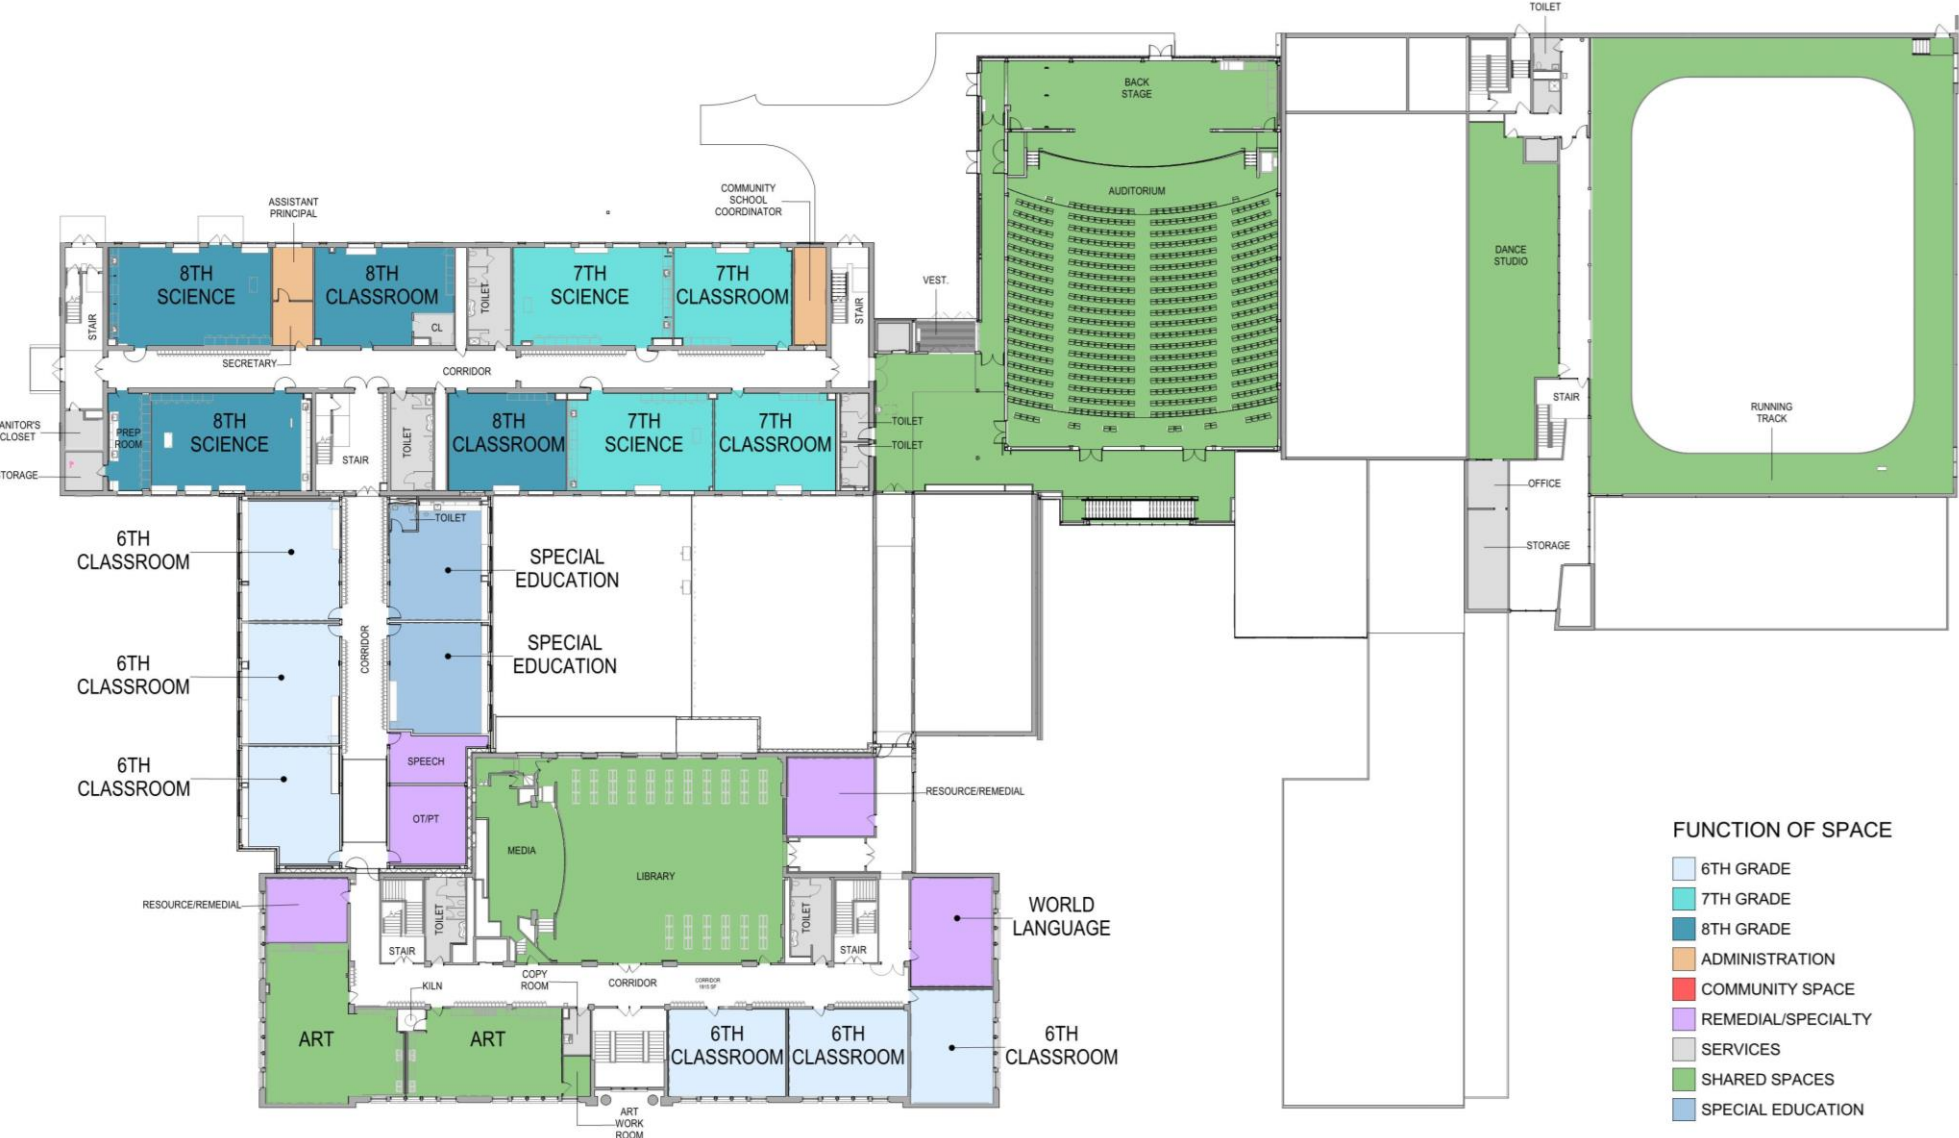 TOILET
BACK
STAGE
AUDITORIUM
ASSISTANT
PRINCIPAL
COMMUNITY
SCHOOL
COORDINATOR
DANCE
STUDIO
VEST.
8TH
SCIENCE
8TH
CLASSROOM
TOILET
7TH
SCIENCE
7TH
CLASSROOM
STAIR
CL
STAIR
SECRETARY
CORRIDOR
STAIR
RUNNING
TRACK
ANITOR'S
CLOSET
PREP
ROOM
8TH
SCIENCE
STAIR
TOILET
8TH
CLASSROOM
7TH
SCIENCE
7TH
CLASSROOM
TOILET
TOILET
TORAGE
OFFICE
STORAGE
6TH
CLASSROOM
TOILET
SPECIAL
EDUCATION
CORRIDOR
6TH
CLASSROOM
SPECIAL
EDUCATION
6TH
CLASSROOM
SPEECH
OT/PT
RESOURCE/REMEDIAL
MEDIA
LIBRARY
RESOURCE/REMEDIAL
STAIR
TOILET
TOILET
STAIR
WORLD
LANGUAGE
KILN
COPY
ROOM
CORRIDOR
CORRIDOR
ART
ART
6TH
CLASSROOM
6TH
CLASSROOM
6TH
CLASSROOM
ART
WORK
ROOM
FUNCTION OF SPACE
6TH GRADE
7TH GRADE
8TH GRADE
ADMINISTRATION
COMMUNITY SPACE
REMEDIAL/SPECIALTY
SERVICES
SHARED SPACES
SPECIAL EDUCATION